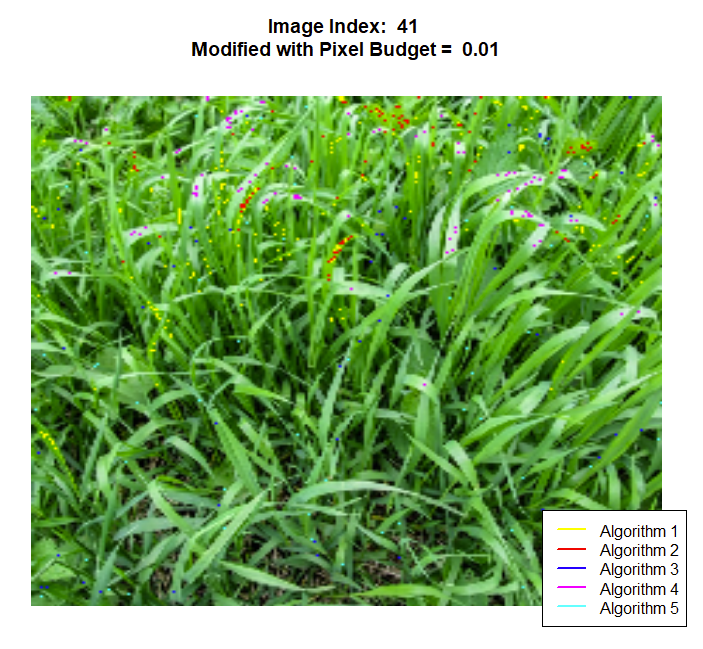 Image Index:  41
Modified with Pixel Budget =  0.01
Algorithm 1
Algorithm 2
Algorithm 3
Algorithm 4
Algorithm 5